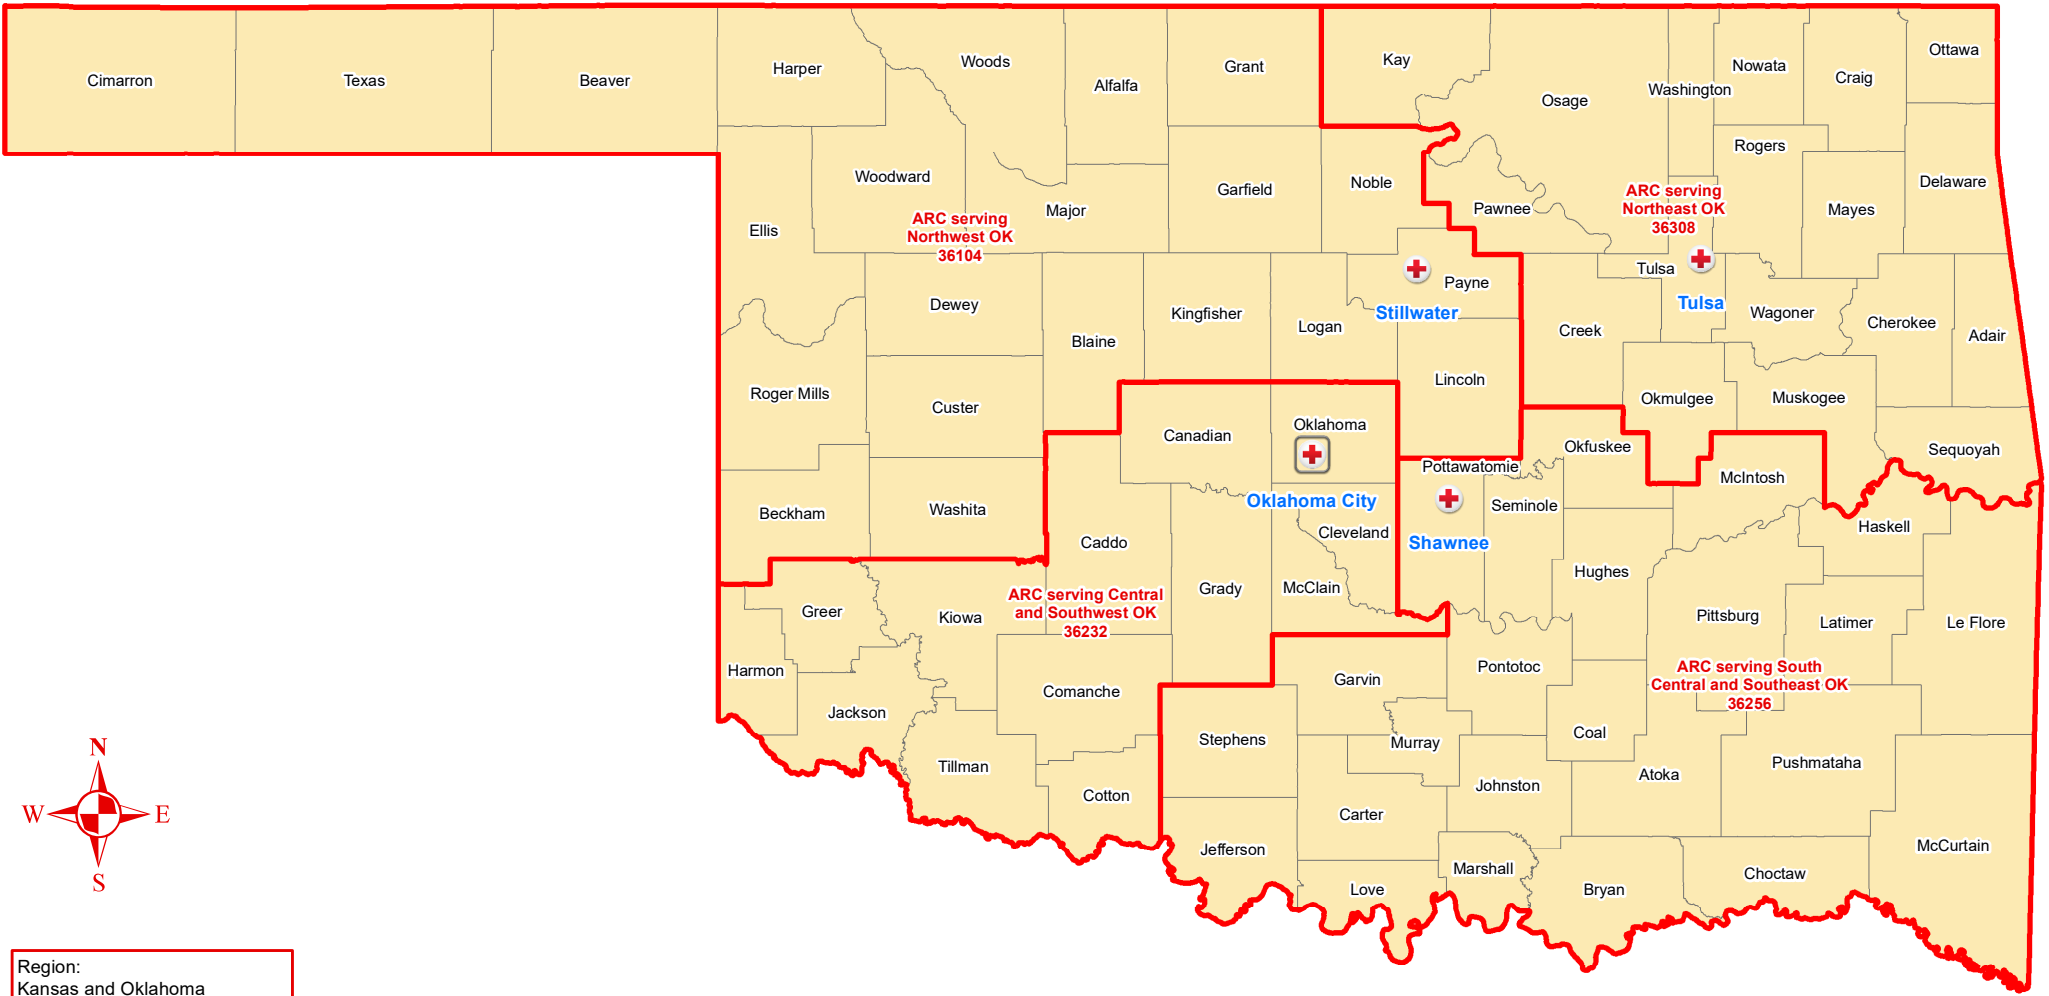 Cimarron
Texas
Beaver
Harper
Woods
Alfalfa
Grant
Kay
Osage
Washington
Nowata
Craig
Ottawa
Rogers
Woodward
Garfield
Noble
Pawnee
Mayes
Delaware
Ellis
Major
ARC serving
Northwest OK
36104
ARC serving
Northeast OK
36308
Dewey
Blaine
Kingfisher
Logan
Payne
Stillwater
Tulsa
Tulsa
Creek
Wagoner
Cherokee
Adair
Roger Mills
Custer
Lincoln
Okmulgee
Muskogee
Canadian
Oklahoma
Okfuskee
Sequoyah
Pottawatomie
McIntosh
Beckham
Washita
Oklahoma City
Seminole
Haskell
Caddo
Cleveland
Shawnee
Hughes
Greer
Kiowa
ARC serving Central
and Southwest OK
36232
Grady
McClain
Pittsburg
Latimer
Le Flore
Harmon
Jackson
Comanche
Garvin
Pontotoc
ARC serving South
Central and Southeast OK
36256
Stephens
Murray
Coal
Tillman
Cotton
Johnston
Atoka
Pushmataha
Carter
Jefferson
Love
Marshall
Bryan
Choctaw
McCurtain
N
W
E
S
Region:
Kansas and Oklahoma